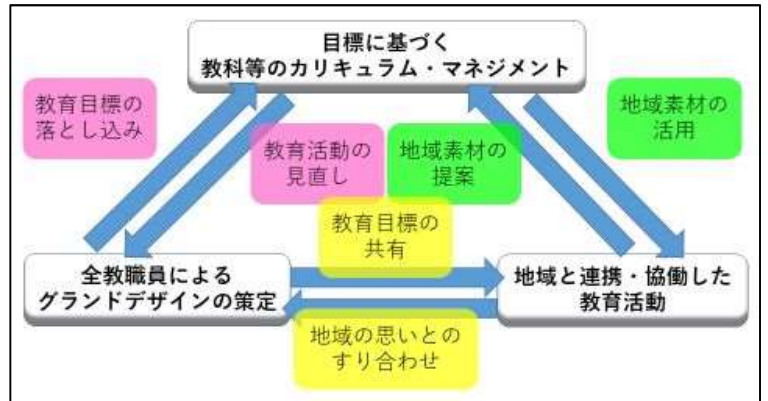 目標に基づく
教科等のカリキュラム・マネジメント
教育目標の
落とし込み
教育活動の
見直し
地域素材の
提案
地域素材の
活用
教育目標の
共有
全教職員による
グランドデザインの策定
地域と連携・協働した
教育活動
地域の思いとの
すり合わせ